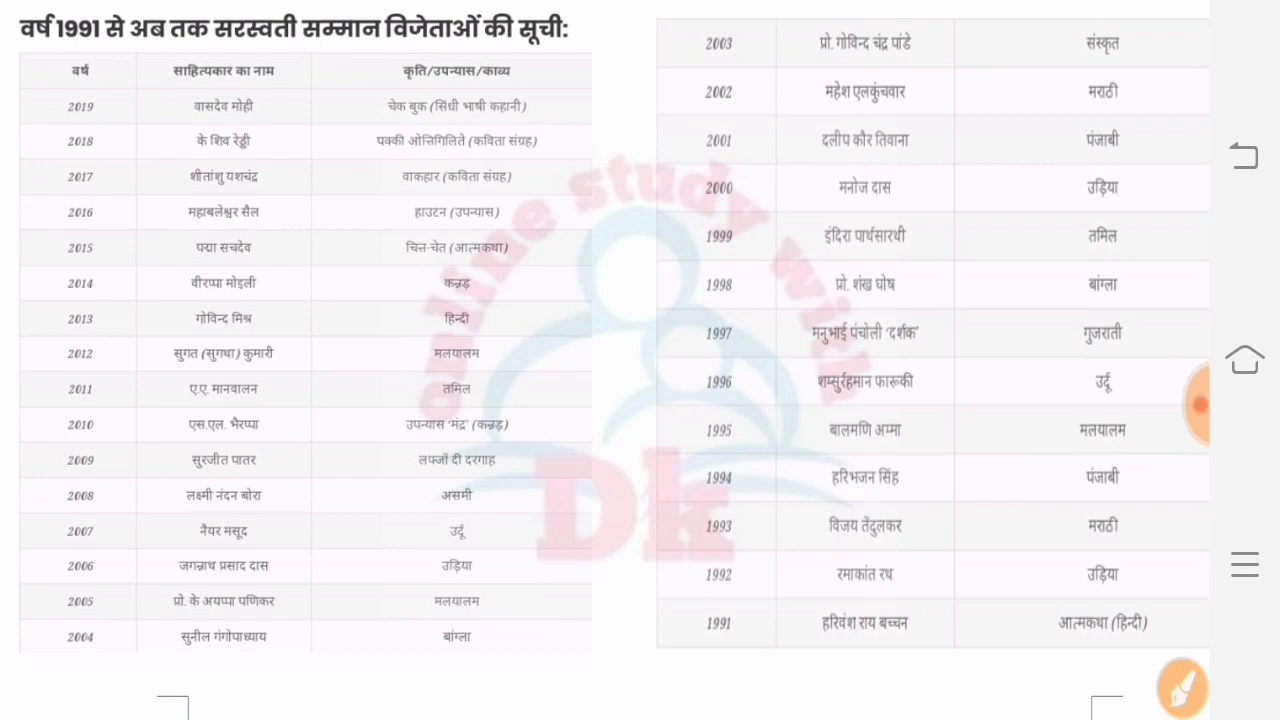 वर्ष 1991 से अब तक सरस्वती सम्मान विजेताओं की सूची:
वर्ष साहित्यकार का नाम कृति/उपन्यास/काव्य
2019 वासदेव मोही चेक बुक (सिंधी भाषी कहानी)
2018 के शिव रेड्डी पक्की ओत्तिगिलिते (कविता संग्रह)
2017 शीतांशु यशचंद्र वाकहार (कविता संग्रह)
2016 महाबलेश्वर सैल हाउटन (उपन्यास)
2015 पद्मा सचदेव चित्त-चेत (आत्मकथा)
2014 वीरप्पा मोइली कन्नड़
2013 गोविन्द मिश्र हिन्दी
2012 सुगत (सुगथा) कुमारी मलयालम
2011 ए.ए. मानवालन तमिल
2010 एस.एल. भैरप्पा उपन्यास ‘मंद्र’ (कन्नड़)
2009 सुरजीत पातर लफ्जों दी दरगाह
2008 लक्ष्मी नंदन बोरा असमी
2007 नैयर मसूद उर्दू
2006 जगन्नाथ प्रसाद दास उड़िया
2005 प्रो. के अयप्पा पणिकर मलयालम
2004 सुनील गंगोपाध्याय बांग्ला
2003 प्रो. गोविन्द चंद्र पांडे संस्कृत
2002 महेश एलकुंचवार मराठी
2001 दलीप कौर तिवाना पंजाबी
2000 मनोज दास उड़िया
1999 इंदिरा पार्थसारथी तमिल
1998 प्रो. शंख घोष बांग्ला
1997 मनुभाई पंचोली ‘दर्शक’ गुजराती
1996 शम्सुर्रहमान फारूकी उर्दू
1995 बालमणि अम्मा मलयालम
1994 हरिभजन सिंह पंजाबी
1993 विजय तेंदुलकर मराठी
1992 रमाकांत रथ उड़िया
1991 हरिवंश राय बच्चन आत्मकथा (हिन्दी)
online study with
Dk